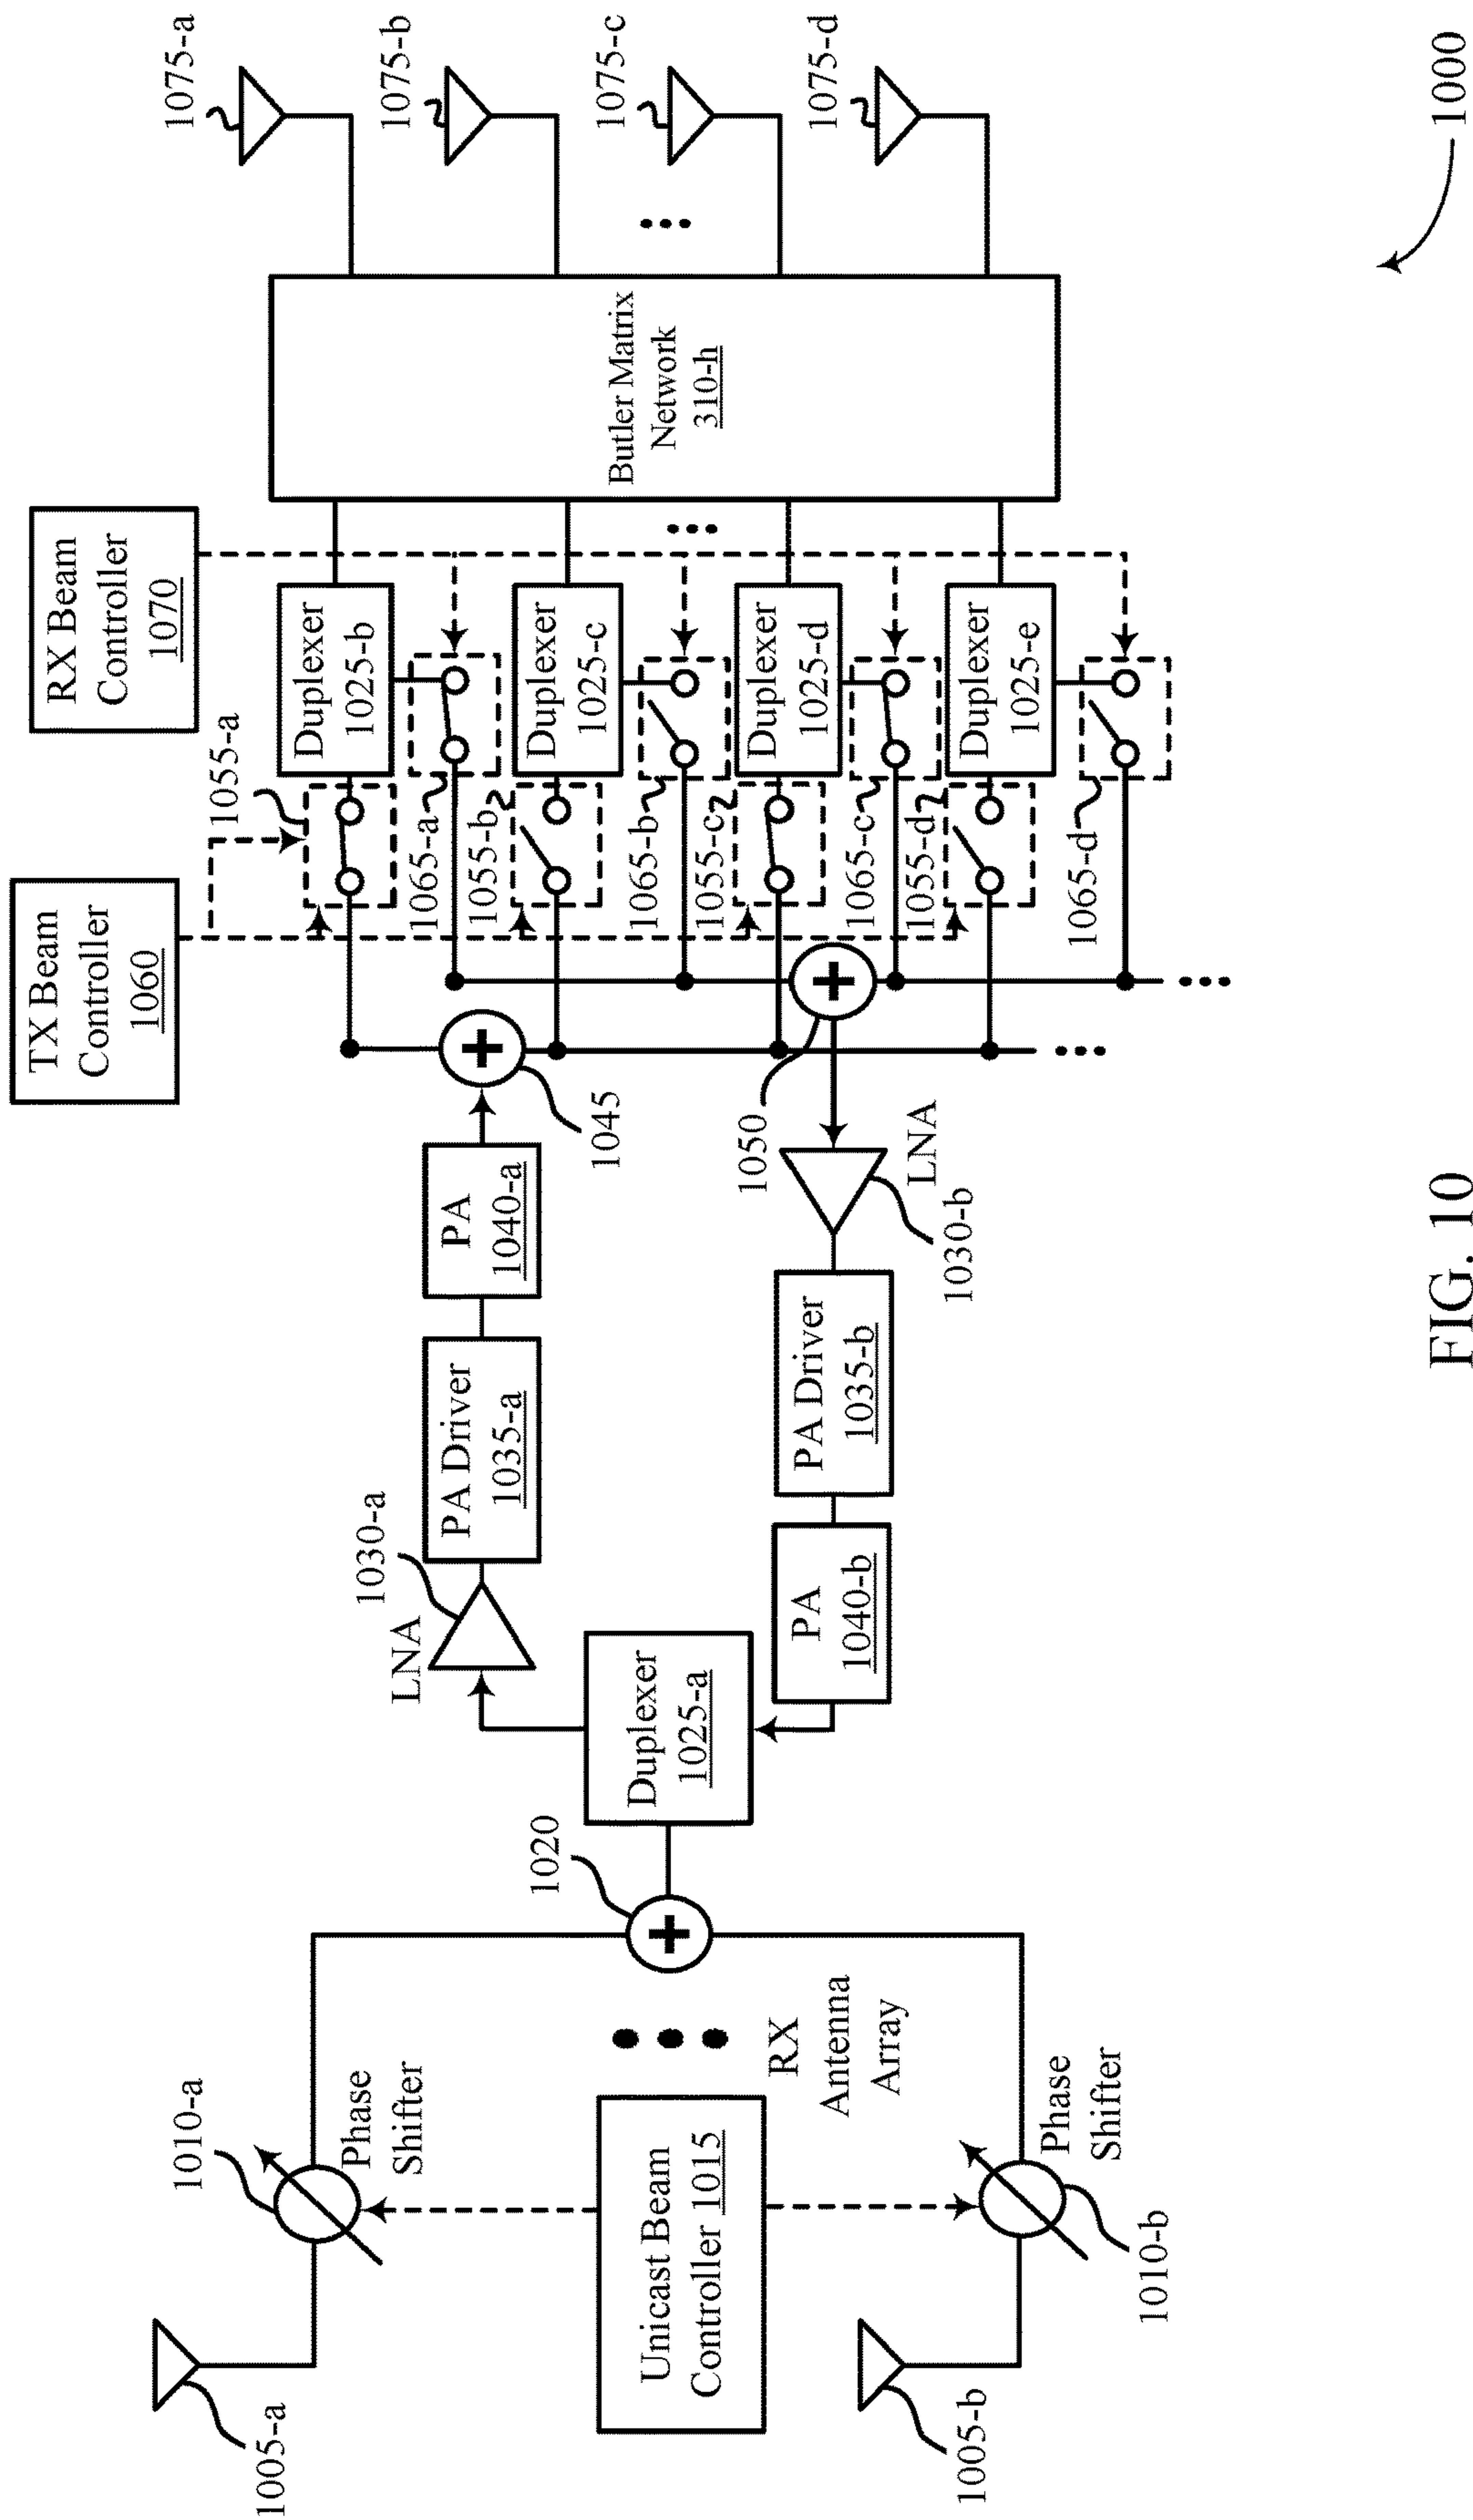 TX Beam
Controller
1060
RX Beam
Controller
1070
1055-a
1075-a
1075-b
1075-c
1075-d
Duplexer
1025-b
1065-a
1055-b
Duplexer
1025-c
1065-b
1055-c
Duplexer
1025-d
1065-c
1055-d
Duplexer
1025-e
1065-d
Butler Matrix
Network
310-h
1005-a
1010-a
Phase
Shifter
Unicast Beam
Controller 1015
RX
Antenna
Array
1005-b
1010-b
Phase
Shifter
1020
Duplexer
1025-a
LNA
1030-a
PA Driver
1035-a
PA
1040-a
1045
PA
1040-b
PA Driver
1035-b
LNA
1030-b
1050
1000
FIG. 10